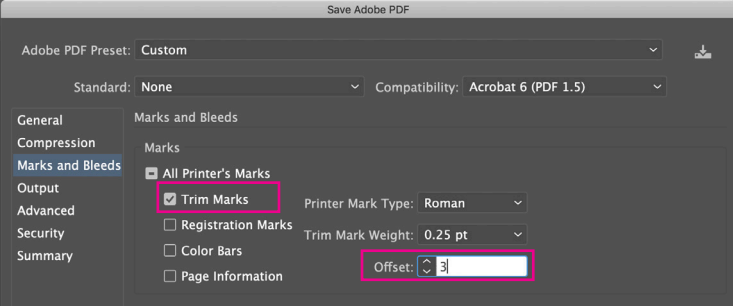 Save Adobe PDF
Adobe PDF Preset: Custom
Standard: None Compatibility: Acrobat 6 (PDF 1.5)
General
Compression
Marks and Bleeds
Output
Advanced
Security
Summary
Marks and Bleeds
Marks
All Printer's Marks
Trim Marks
Registration Marks
Color Bars
Page Information
Printer Mark Type: Roman
Trim Mark Weight: 0.25 pt
Offset: 3